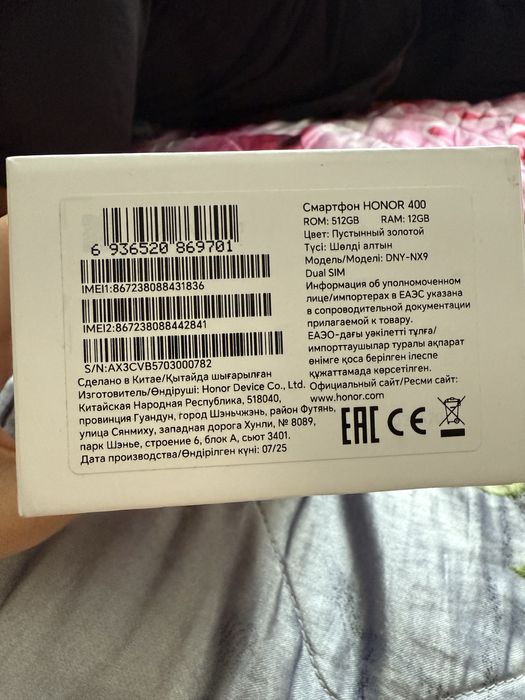 6 936520 869701
IMEI1:867238088431836
IMEI2:867238088442841
S/N:AX3CVB5703000782
Сделано в Китае/Қытайда шығарылған
Изготовитель/Өндіруші: Honor Device Co., Ltd.
Китайская Народная Республика, 518040,
провинция Гуандун, город Шэньчжэнь, район Футянь,
улица Сянмиху, западная дорога Хунли, № 8089,
парк Шэнье, строение 6, блок А, сьют 3401.
Дата производства/Өндірілген күні: 07/25
Смартфон HONOR 400
ROM: 512GB RAM: 12GB
Цвет: Пустынный золотой
Түсі: Шөлді алтын
Модель/Моделі: DNY-NX9
Dual SIM
Информация об уполномоченном
лице/импортерах в ЕАЭС указана
в сопроводительной документации
прилагаемой к товару.
ЕАЭО-дағы уәкілетті тұлға/
импорттаушылар туралы ақпарат
өнімге қоса берілген ілеспе
құжаттамада көрсетілген.
Официальный сайт/Ресми сайт:
www.honor.com
EAC CE